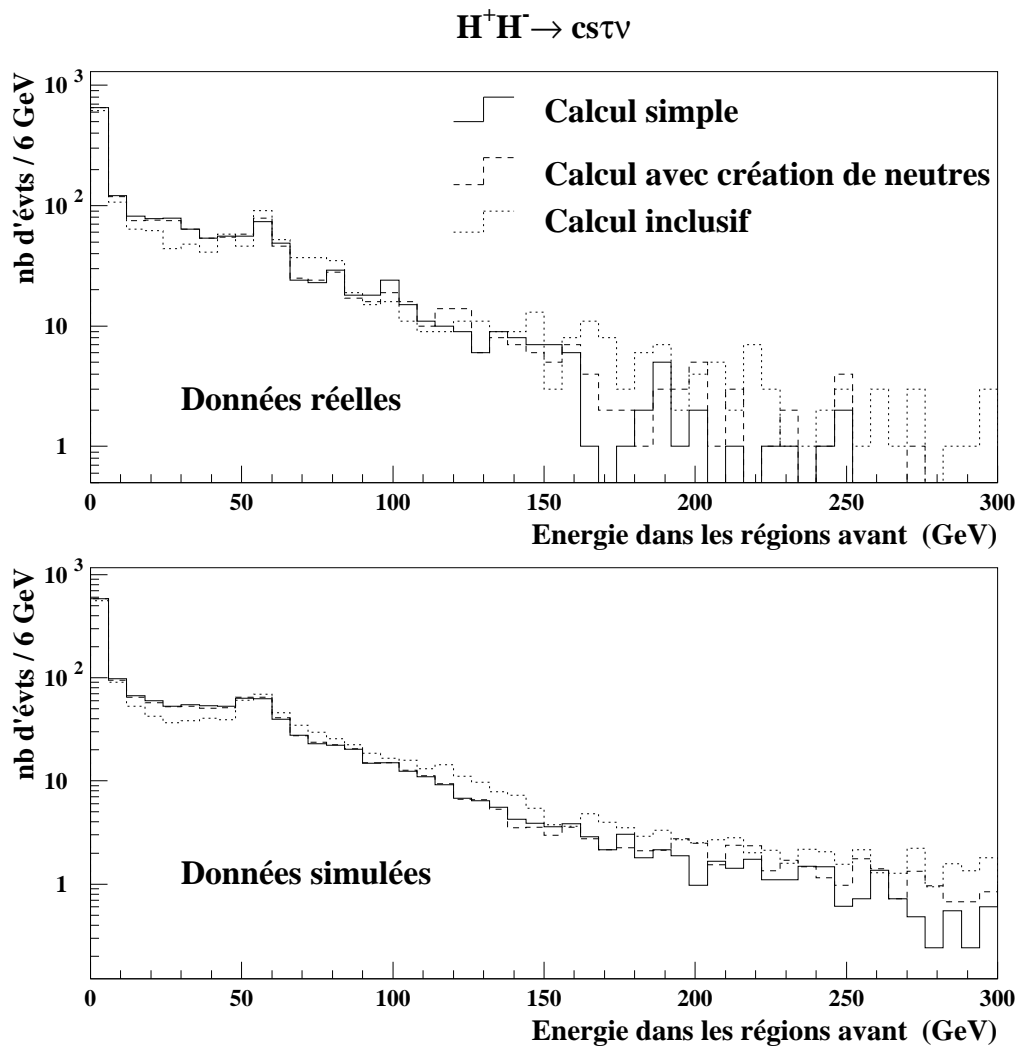 H⁺H⁻→ csτν
nb d'évts / 6 GeV
10³
10²
10
1
Calcul simple
Calcul avec création de neutres
Calcul inclusif
Données réelles
0 50 100 150 200 250 300
Energie dans les régions avant (GeV)
nb d'évts / 6 GeV
10³
10²
10
1
Données simulées
0 50 100 150 200 250 300
Energie dans les régions avant (GeV)